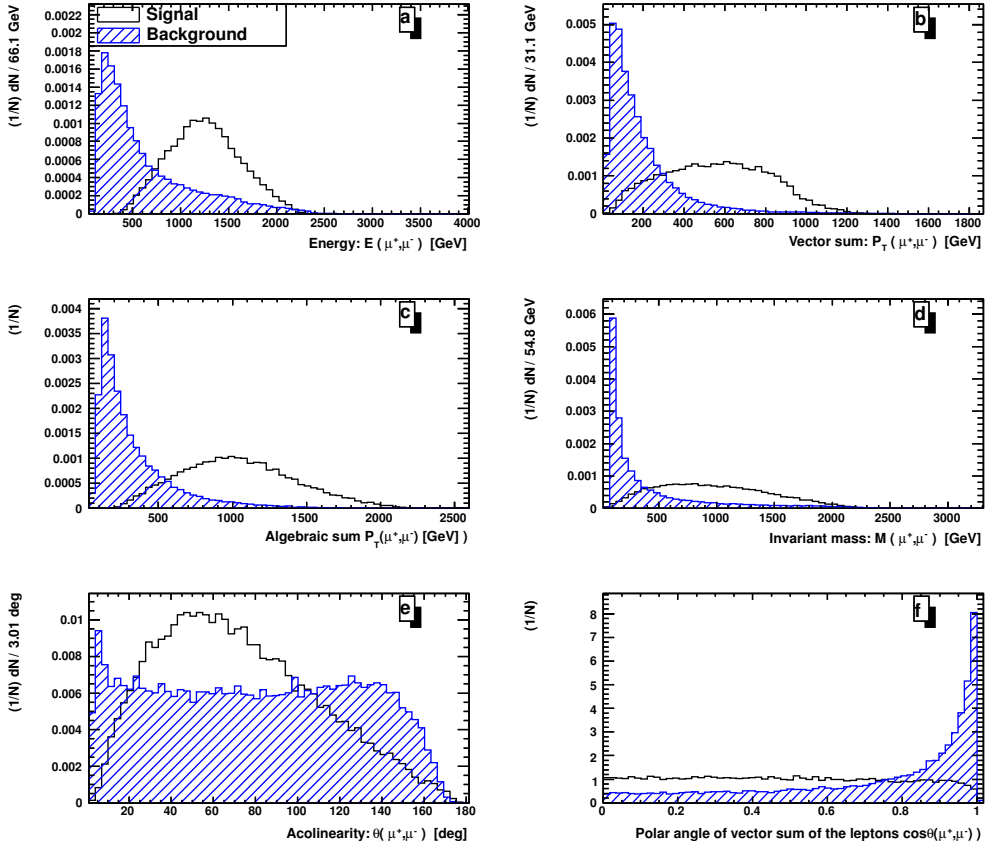 Signal
Background
a
(1/N) dN / 66.1 GeV
0.0022
0.002
0.0018
0.0016
0.0014
0.0012
0.001
0.0008
0.0006
0.0004
0.0002
0
500 1000 1500 2000 2500 3000 3500 4000
Energy: E ( μ⁺,μ⁻ ) [GeV]
b
(1/N) dN / 31.1 GeV
0.005
0.004
0.003
0.002
0.001
0
200 400 600 800 1000 1200 1400 1600 1800
Vector sum: P_T ( μ⁺,μ⁻ ) [GeV]
c
(1/N)
0.004
0.0035
0.003
0.0025
0.002
0.0015
0.001
0.0005
0
500 1000 1500 2000 2500
Algebraic sum P_T(μ⁺,μ⁻) [GeV] )
d
(1/N) dN / 54.8 GeV
0.006
0.005
0.004
0.003
0.002
0.001
0
500 1000 1500 2000 2500 3000
Invariant mass: M ( μ⁺,μ⁻ ) [GeV]
e
(1/N) dN / 3.01 deg
0.01
0.008
0.006
0.004
0.002
0
20 40 60 80 100 120 140 160 180
Acolinearity: θ( μ⁺,μ⁻ ) [deg]
f
(1/N)
8
7
6
5
4
3
2
1
0
0 0.2 0.4 0.6 0.8 1
Polar angle of vector sum of the leptons cosθ(μ⁺,μ⁻) )